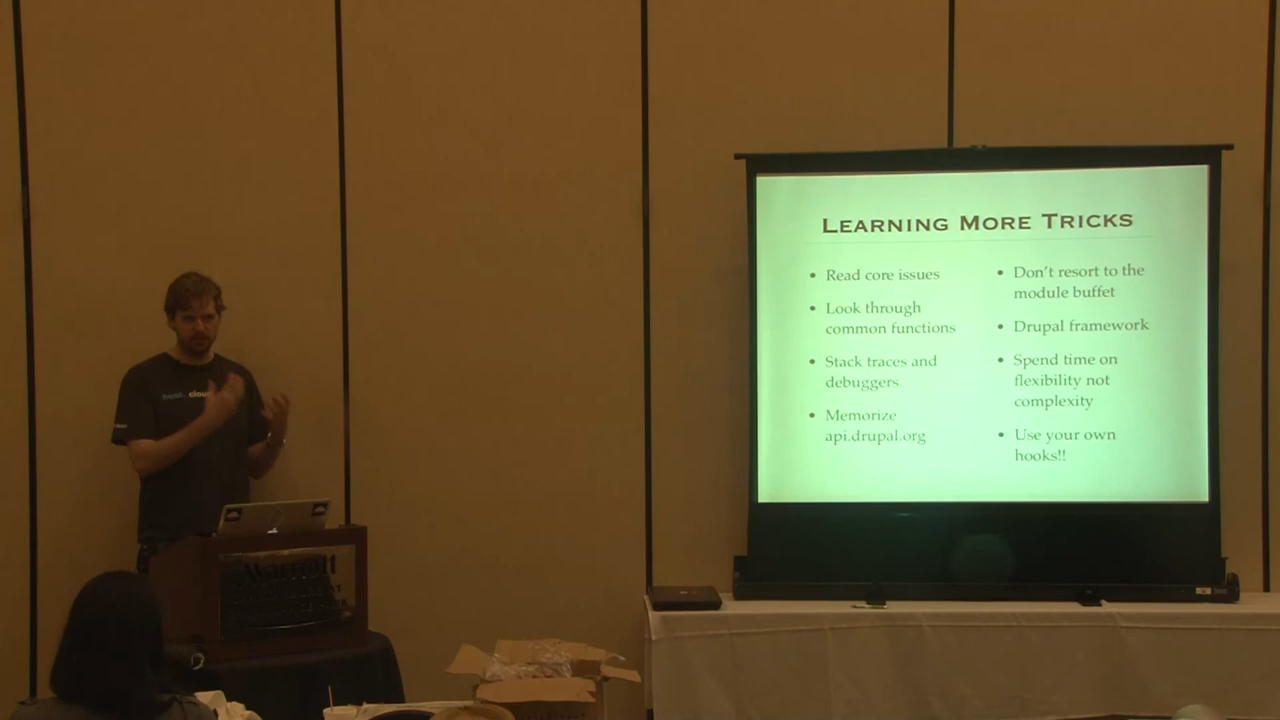 LEARNING MORE TRICKS
• Read core issues
• Look through
common functions
• Stack traces and
debuggers
• Memorize
api.drupal.org
• Don't resort to the
module buffet
• Drupal framework
• Spend time on
flexibility not
complexity
• Use your own
hooks!!
Marriott